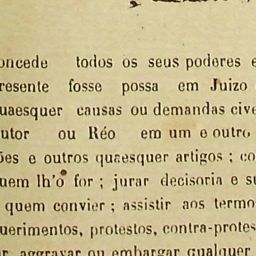 oncede todos os seus poderes e
resente fosse possa em Juizo
uaesquer causas ou demandas cive
utor ou Réo em um e outro
ões e outros quaesquer artigos ; co
uem lh'o for ; jurar decisoria e su
quem convier ; assistir aos termo
uerimentos, protestos, contra-protes
ar, aggravar ou embargar qualquer